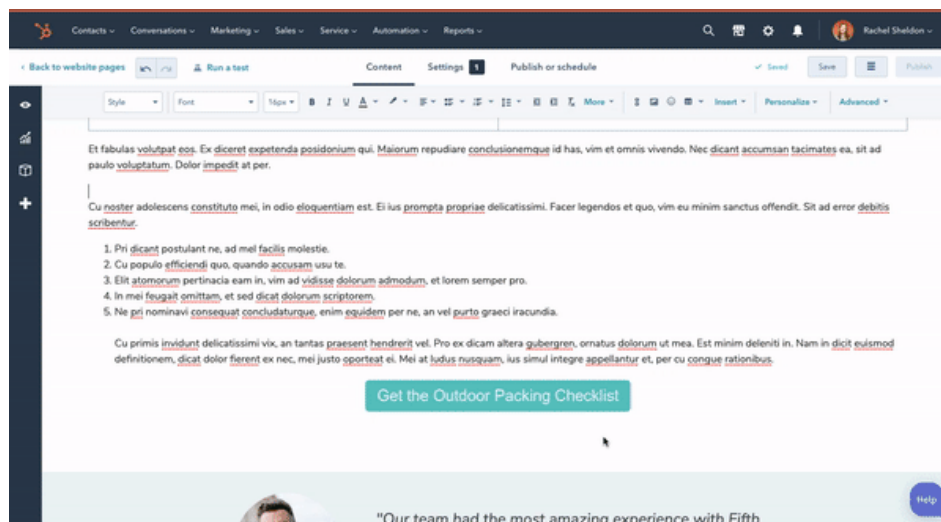 Contacts Conversations Marketing Sales Service Automation Reports Rachel Sheldon
Back to website pages Run a test Content Settings 1 Publish or schedule Saved Save Publish
Style Font 16px B I U A More Insert Personalize Advanced
Et fabulas volutpat eos. Ex diceret expetenda posidonium qui. Maiorum repudiare conclusionemque id has, vim et omnis vivendo. Nec dicant accumsan tacimates ea, sit ad
paulo voluptatum. Dolor impedit at per.
Cu noster adolescens constituto mei, in odio eloquentiam est. Ei ius prompta propriae delicatissimi. Facer legendos et quo, vim eu minim sanctus offendit. Sit ad error debitis
scribentur.
1. Pri dicant postulant ne, ad mel facilis molestie.
2. Cu populo efficiendi quo, quando accusam usu te.
3. Elit atomorum pertinacia eam in, vim ad vidisse dolorum admodum, et lorem semper pro.
4. In mei feugait omittam, et sed dicat dolorum scriptorem.
5. Ne pri nominavi consequat concludaturque, enim equidem per ne, an vel purto graeci iracundia.
Cu primis invidunt delicatissimi vix, an tantas praesent hendrerit vel. Pro ex dicam altera gubergren, ornatus dolorum ut mea. Est minim deleniti in. Nam in dicit euismod
definitionem, dicat dolor fierent ex nec, mei justo oporteat ei. Mei at ludus nusquam, ius simul integre appellantur et, per cu congue rationibus.
Get the Outdoor Packing Checklist
Help
"Our team had the most amazing experience with Fifth